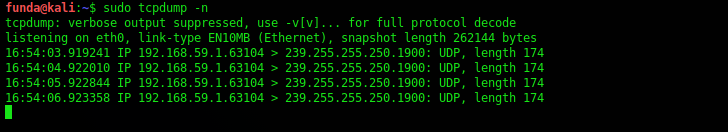 funda@kali:~$ sudo tcpdump -n
tcpdump: verbose output suppressed, use -v[v]... for full protocol decode
listening on eth0, link-type EN10MB (Ethernet), snapshot length 262144 bytes
16:54:03.919241 IP 192.168.59.1.63104 > 239.255.255.250.1900: UDP, length 174
16:54:04.922010 IP 192.168.59.1.63104 > 239.255.255.250.1900: UDP, length 174
16:54:05.922844 IP 192.168.59.1.63104 > 239.255.255.250.1900: UDP, length 174
16:54:06.923358 IP 192.168.59.1.63104 > 239.255.255.250.1900: UDP, length 174